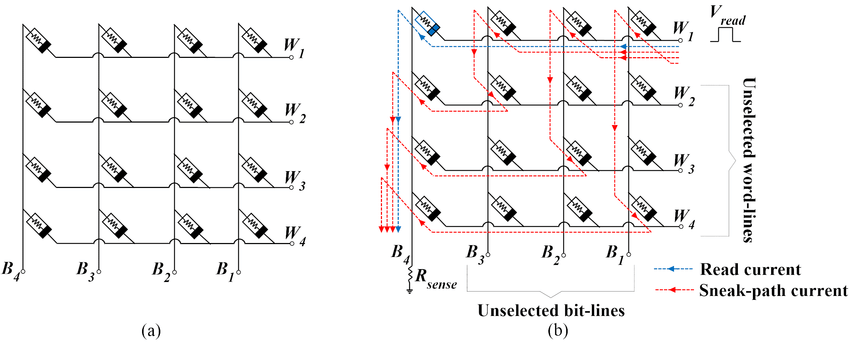 W1
W2
W3
W4
B4 B3 B2 B1
(a)
Vread
W1
W2
W3
W4
Unselected word-lines
B4 B3 B2 B1
Rsense
Unselected bit-lines
Read current
Sneak-path current
(b)